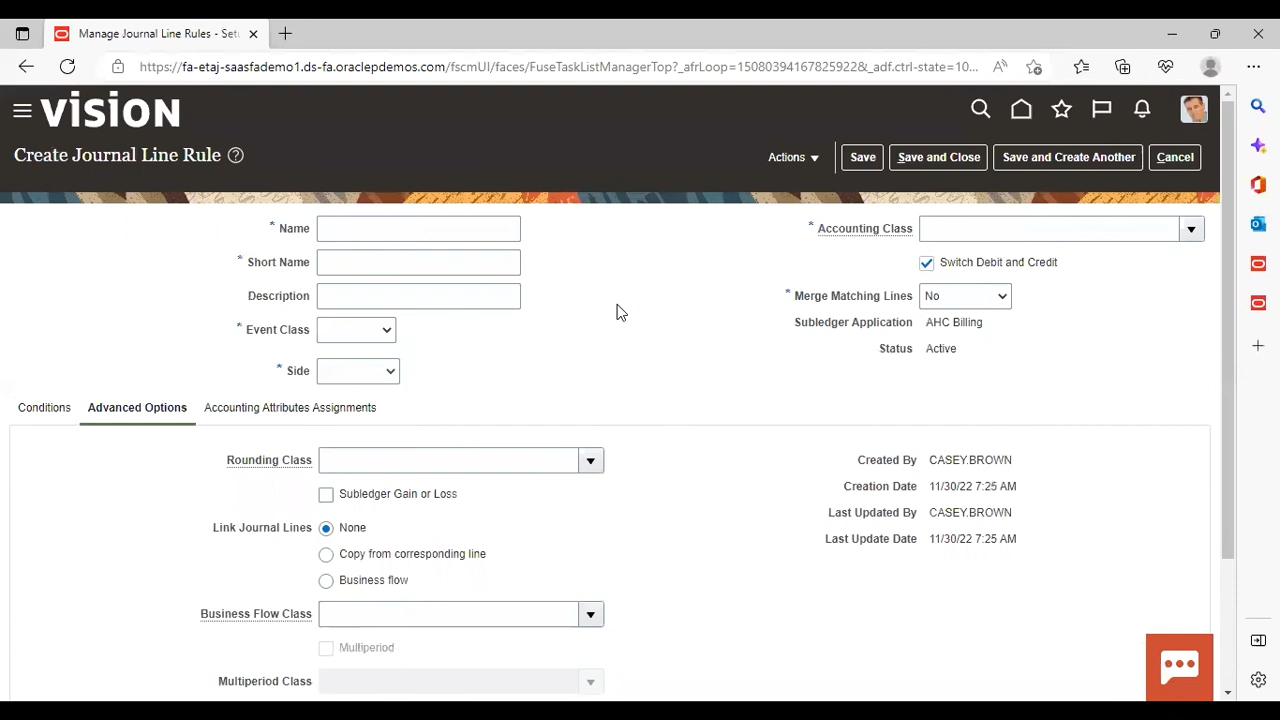 Manage Journal Line Rules - Setu
https://fa-etaj-saasfademo1.ds-fa.oraclepdemos.com/fscmUI/faces/FuseTaskListManagerTop?_afrLoop=15080394167825922&_adf.ctrl-state=10...
VISION
Create Journal Line Rule
Actions
Save
Save and Close
Save and Create Another
Cancel
* Name
* Accounting Class
* Short Name
Switch Debit and Credit
Description
* Merge Matching Lines No
* Event Class
Subledger Application AHC Billing
Status Active
* Side
Conditions
Advanced Options
Accounting Attributes Assignments
Rounding Class
Created By CASEY.BROWN
Subledger Gain or Loss
Creation Date 11/30/22 7:25 AM
Link Journal Lines None
Last Updated By CASEY.BROWN
Copy from corresponding line
Last Update Date 11/30/22 7:25 AM
Business flow
Business Flow Class
Multiperiod
Multiperiod Class